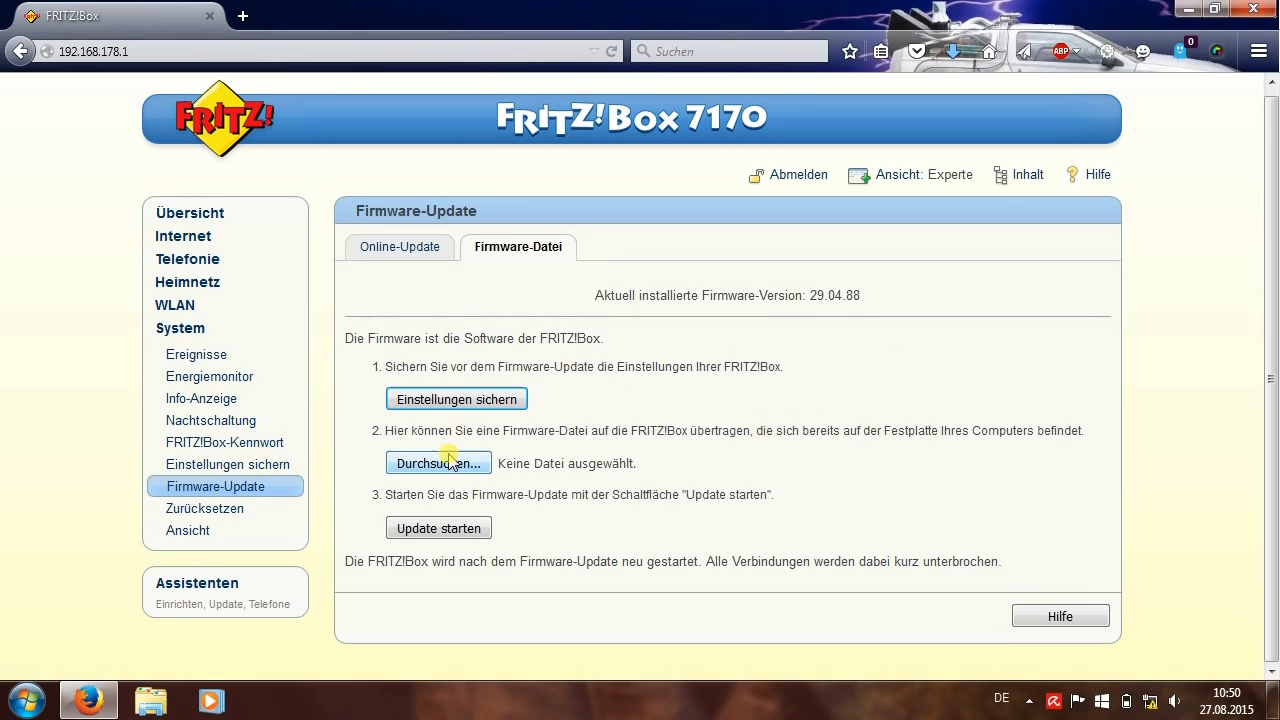 FRITZ!Box
192.168.178.1
Suchen
ABP
0
FRITZ!
FRITZ!Box 7170
Abmelden
Ansicht: Experte
Inhalt
Hilfe
Übersicht
Internet
Telefonie
Heimnetz
WLAN
System
Ereignisse
Energiemonitor
Info-Anzeige
Nachtschaltung
FRITZ!Box-Kennwort
Einstellungen sichern
Firmware-Update
Zurücksetzen
Ansicht
Assistenten
Einrichten, Update, Telefone
Firmware-Update
Online-Update
Firmware-Datei
Aktuell installierte Firmware-Version: 29.04.88
Die Firmware ist die Software der FRITZ!Box.
1. Sichern Sie vor dem Firmware-Update die Einstellungen Ihrer FRITZ!Box.
Einstellungen sichern
2. Hier können Sie eine Firmware-Datei auf die FRITZ!Box übertragen, die sich bereits auf der Festplatte Ihres Computers befindet.
Durchsuchen... Keine Datei ausgewählt.
3. Starten Sie das Firmware-Update mit der Schaltfläche "Update starten".
Update starten
Die FRITZ!Box wird nach dem Firmware-Update neu gestartet. Alle Verbindungen werden dabei kurz unterbrochen.
Hilfe
DE
10:50
27.08.2015